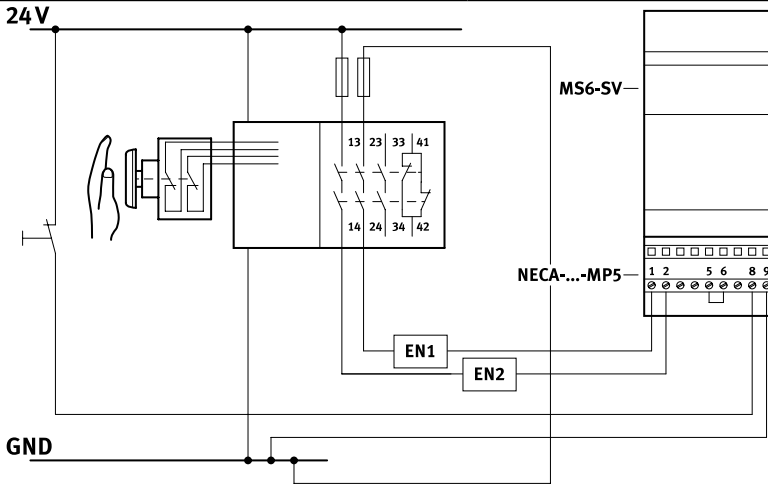 24 V
MS6-SV
13 23 33 41
14 24 34 42
NECA-...-MP5
1 2 5 6 8 9
EN1
EN2
GND